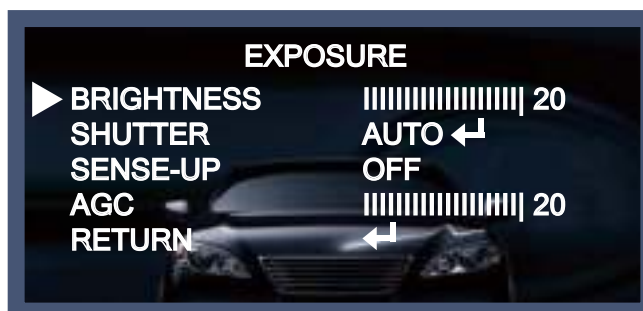 EXPOSURE
BRIGHTNESS 20
SHUTTER AUTO
SENSE-UP OFF
AGC 20
RETURN